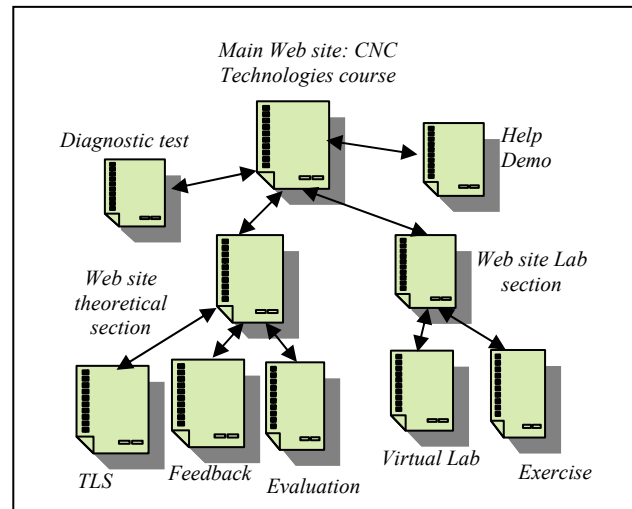 Main Web site: CNC
Technologies course
Diagnostic test
Help
Demo
Web site
theoretical
section
Web site Lab
section
TLS
Feedback
Evaluation
Virtual Lab
Exercise